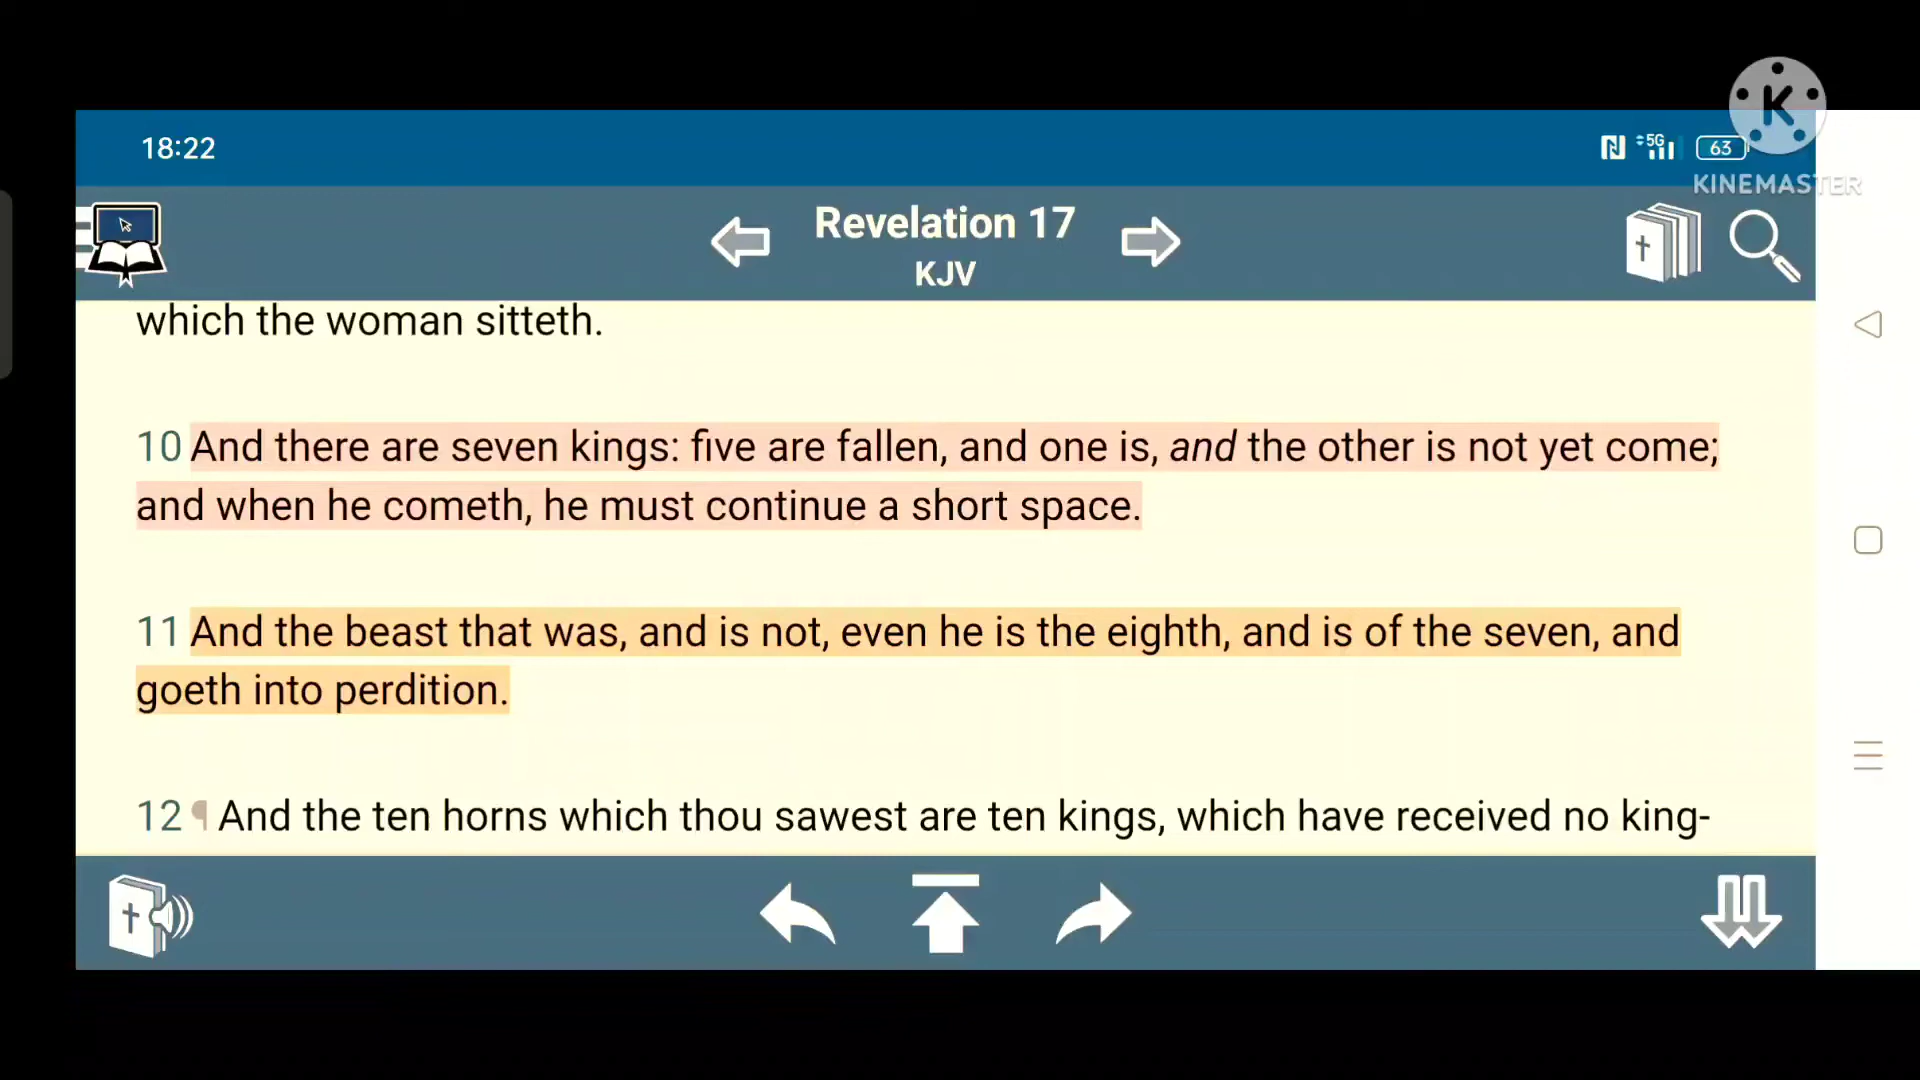 18:22
5G
63
KINEMASTER
Revelation 17
KJV
which the woman sitteth.
10 And there are seven kings: five are fallen, and one is, and the other is not yet come;
and when he cometh, he must continue a short space.
11 And the beast that was, and is not, even he is the eighth, and is of the seven, and
goeth into perdition.
12 ¶ And the ten horns which thou sawest are ten kings, which have received no king-